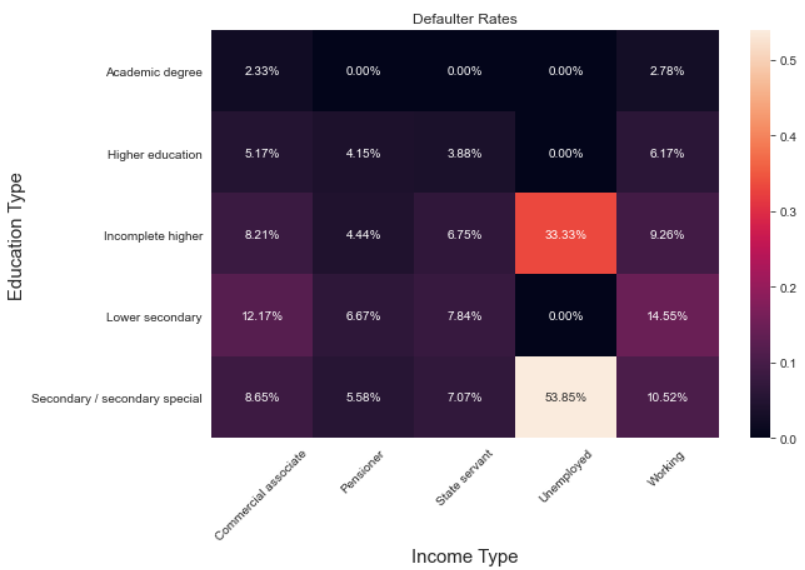 Defaulter Rates
Academic degree 2.33% 0.00% 0.00% 0.00% 2.78%
Higher education 5.17% 4.15% 3.88% 0.00% 6.17%
Incomplete higher 8.21% 4.44% 6.75% 33.33% 9.26%
Lower secondary 12.17% 6.67% 7.84% 0.00% 14.55%
Secondary / secondary special 8.65% 5.58% 7.07% 53.85% 10.52%
Education Type
Commercial associate Pensioner State servant Unemployed Working
Income Type
0.5
0.4
0.3
0.2
0.1
0.0